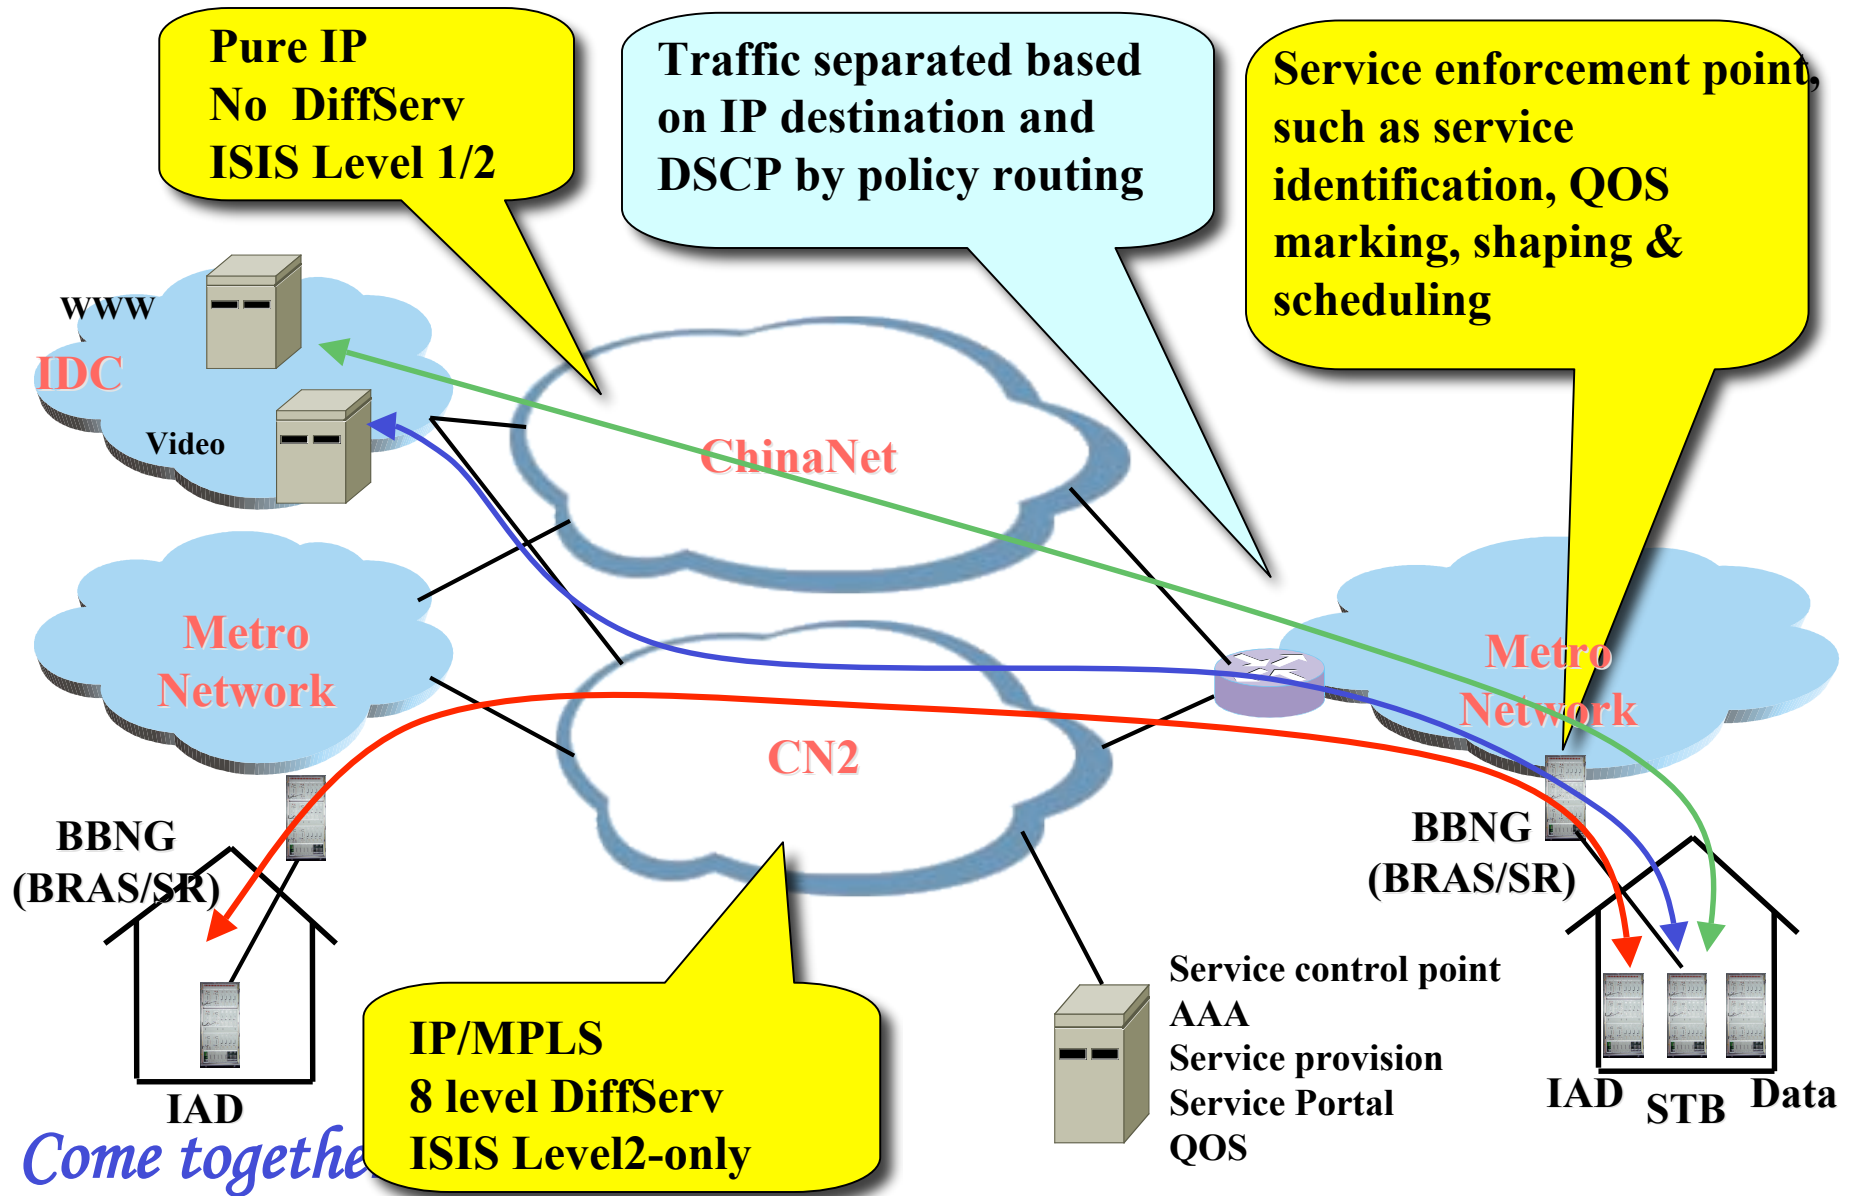 Pure IP
No DiffServ
ISIS Level 1/2
Traffic separated based
on IP destination and
DSCP by policy routing
Service enforcement point,
such as service
identification, QOS
marking, shaping &
scheduling
WWW
IDC
Video
ChinaNet
Metro
Network
Metro
Network
CN2
BBNG
(BRAS/SR)
BBNG
(BRAS/SR)
IAD
IP/MPLS
8 level DiffServ
ISIS Level2-only
Service control point
AAA
Service provision
Service Portal
QOS
IAD
STB
Data
Come togethe